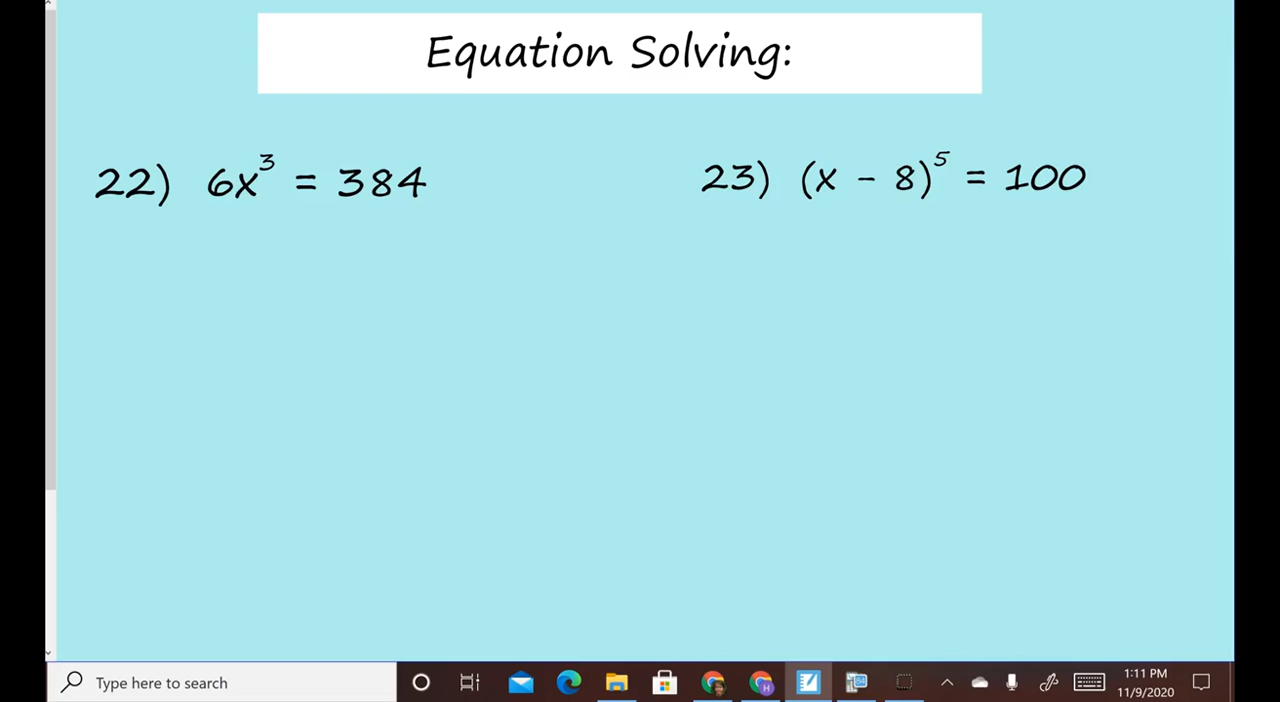 Equation Solving:
22) 6x³ = 384
23) (x - 8)⁵ = 100
Type here to search
1:11 PM
11/9/2020